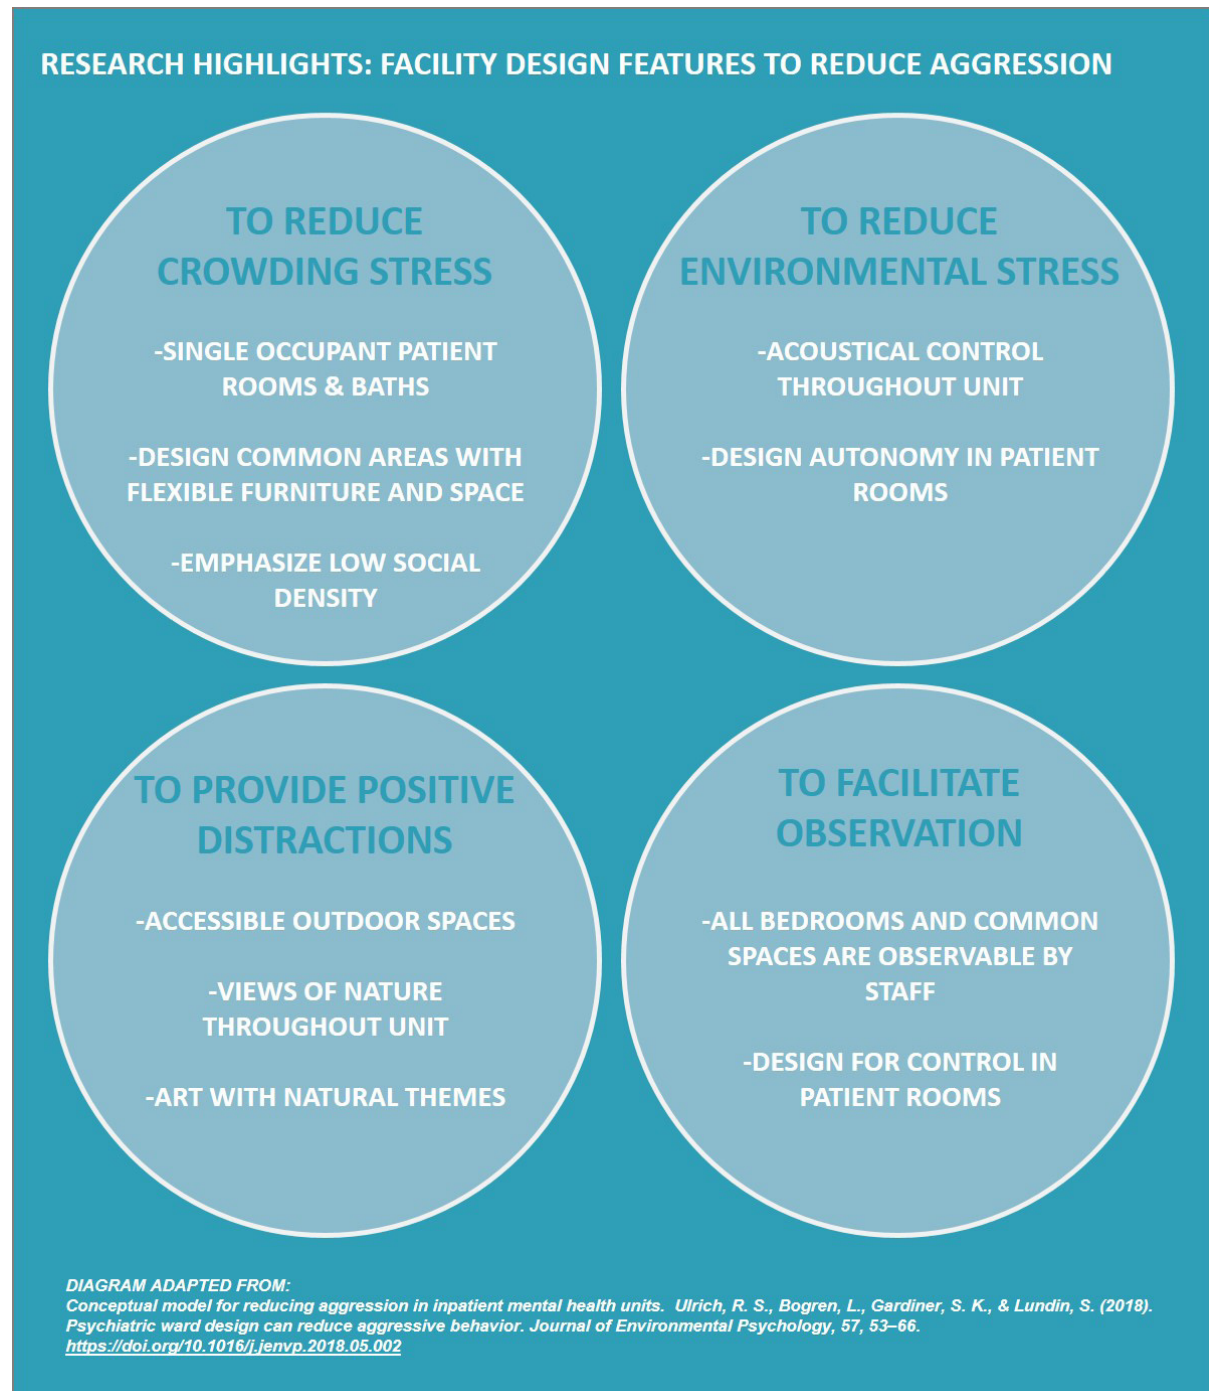 RESEARCH HIGHLIGHTS: FACILITY DESIGN FEATURES TO REDUCE AGGRESSION
TO REDUCE
CROWDING STRESS
-SINGLE OCCUPANT PATIENT
ROOMS & BATHS
-DESIGN COMMON AREAS WITH
FLEXIBLE FURNITURE AND SPACE
-EMPHASIZE LOW SOCIAL
DENSITY
TO REDUCE
ENVIRONMENTAL STRESS
-ACOUSTICAL CONTROL
THROUGHOUT UNIT
-DESIGN AUTONOMY IN PATIENT
ROOMS
TO PROVIDE POSITIVE
DISTRACTIONS
-ACCESSIBLE OUTDOOR SPACES
-VIEWS OF NATURE
THROUGHOUT UNIT
-ART WITH NATURAL THEMES
TO FACILITATE
OBSERVATION
-ALL BEDROOMS AND COMMON
SPACES ARE OBSERVABLE BY
STAFF
-DESIGN FOR CONTROL IN
PATIENT ROOMS
DIAGRAM ADAPTED FROM:
Conceptual model for reducing aggression in inpatient mental health units.  Ulrich, R. S., Bogren, L., Gardiner, S. K., & Lundin, S. (2018).
Psychiatric ward design can reduce aggressive behavior. Journal of Environmental Psychology, 57, 53–66.
https://doi.org/10.1016/j.jenvp.2018.05.002